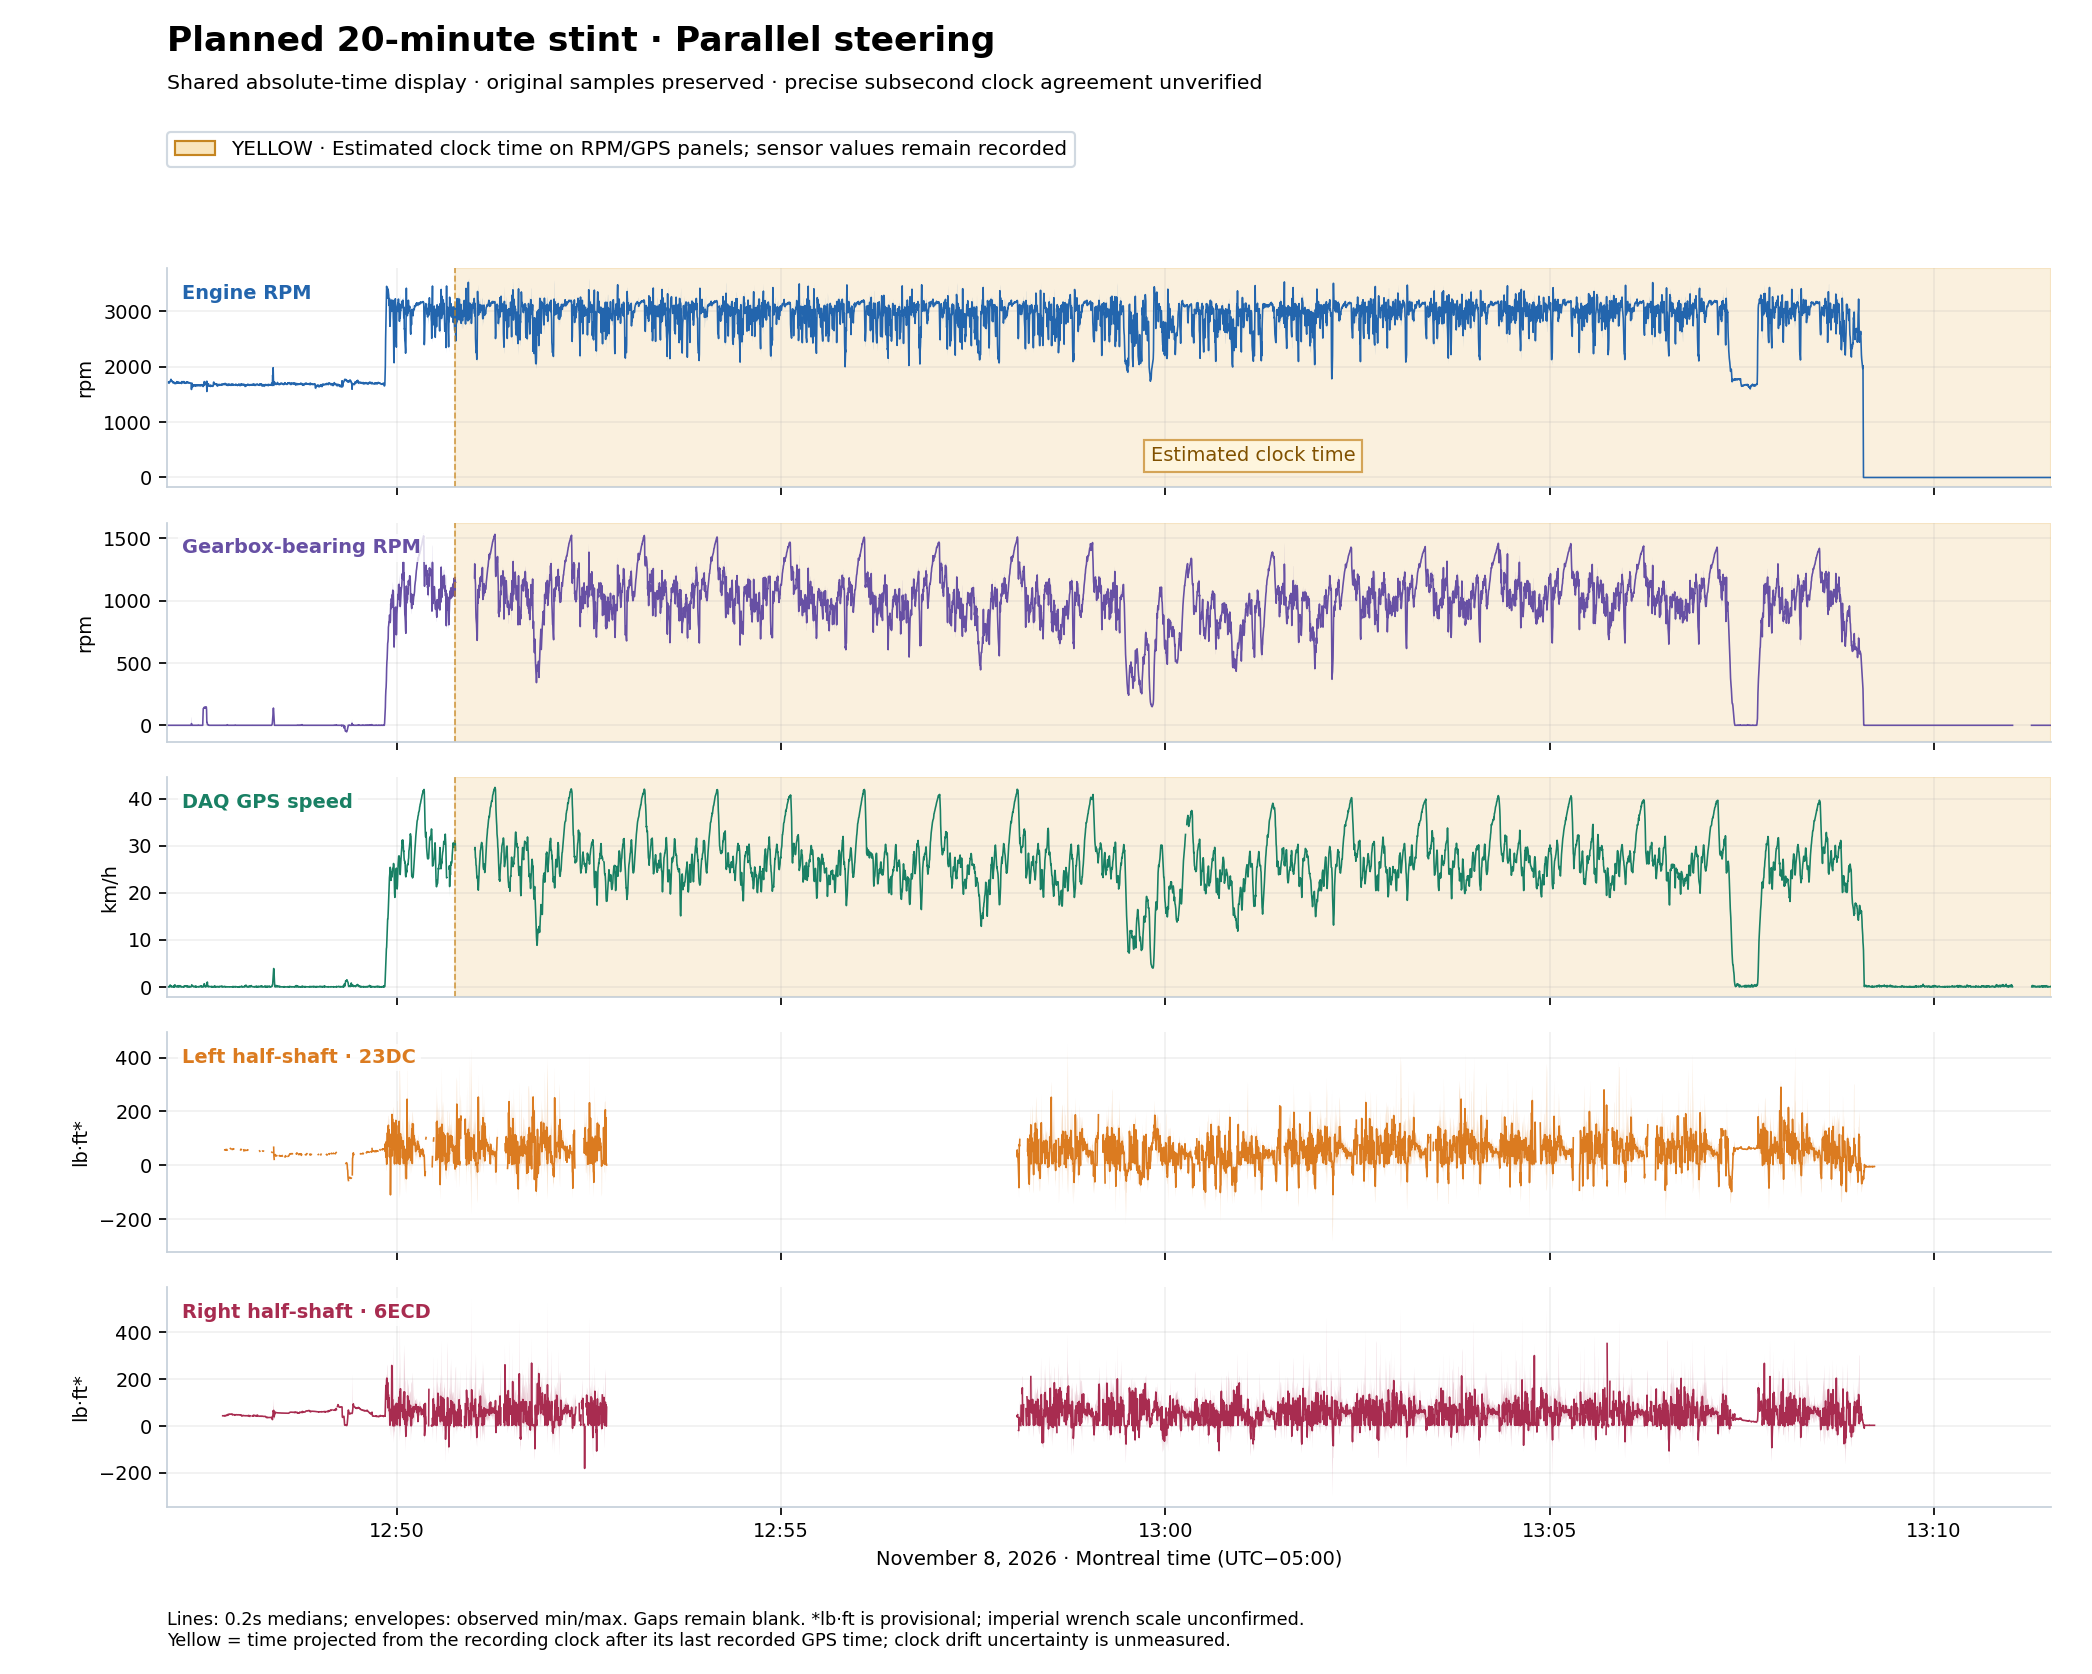 Planned 20-minute stint · Parallel steering
Shared absolute-time display · original samples preserved · precise subsecond clock agreement unverified
YELLOW · Estimated clock time on RPM/GPS panels; sensor values remain recorded
Engine RPM
3000
2000
1000
0
rpm
Estimated clock time
Gearbox-bearing RPM
1500
1000
500
0
rpm
DAQ GPS speed
40
30
20
10
0
km/h
Left half-shaft · 23DC
400
200
0
−200
lb·ft*
Right half-shaft · 6ECD
400
200
0
−200
lb·ft*
12:50
12:55
13:00
13:05
13:10
November 8, 2026 · Montreal time (UTC−05:00)
Lines: 0.2s medians; envelopes: observed min/max. Gaps remain blank. *lb·ft is provisional; imperial wrench scale unconfirmed.
Yellow = time projected from the recording clock after its last recorded GPS time; clock drift uncertainty is unmeasured.